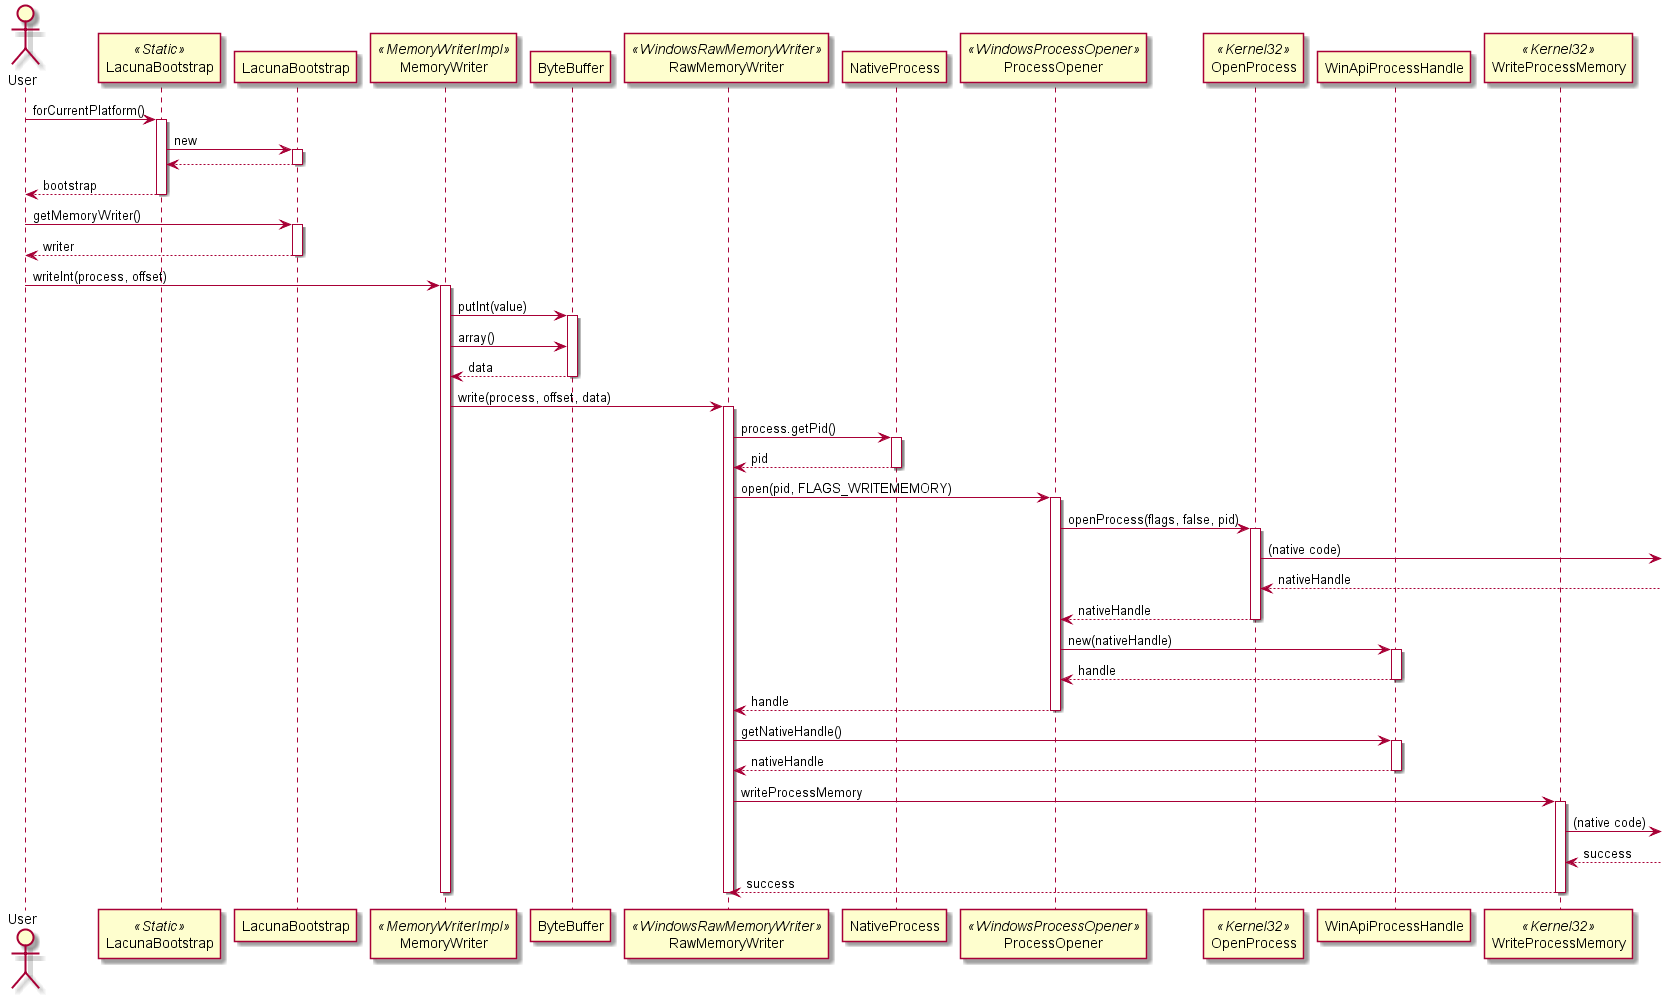 User
«Static»
LacunaBootstrap
LacunaBootstrap
«MemoryWriterImpl»
MemoryWriter
ByteBuffer
«WindowsRawMemoryWriter»
RawMemoryWriter
NativeProcess
«WindowsProcessOpener»
ProcessOpener
«Kernel32»
OpenProcess
WinApiProcessHandle
«Kernel32»
WriteProcessMemory
forCurrentPlatform()
new
bootstrap
getMemoryWriter()
writer
writeInt(process, offset)
putInt(value)
array()
data
write(process, offset, data)
process.getPid()
pid
open(pid, FLAGS_WRITEMEMORY)
openProcess(flags, false, pid)
(native code)
nativeHandle
nativeHandle
new(nativeHandle)
handle
handle
getNativeHandle()
nativeHandle
writeProcessMemory
(native code)
success
success
User
«Static»
LacunaBootstrap
LacunaBootstrap
«MemoryWriterImpl»
MemoryWriter
ByteBuffer
«WindowsRawMemoryWriter»
RawMemoryWriter
NativeProcess
«WindowsProcessOpener»
ProcessOpener
«Kernel32»
OpenProcess
WinApiProcessHandle
«Kernel32»
WriteProcessMemory